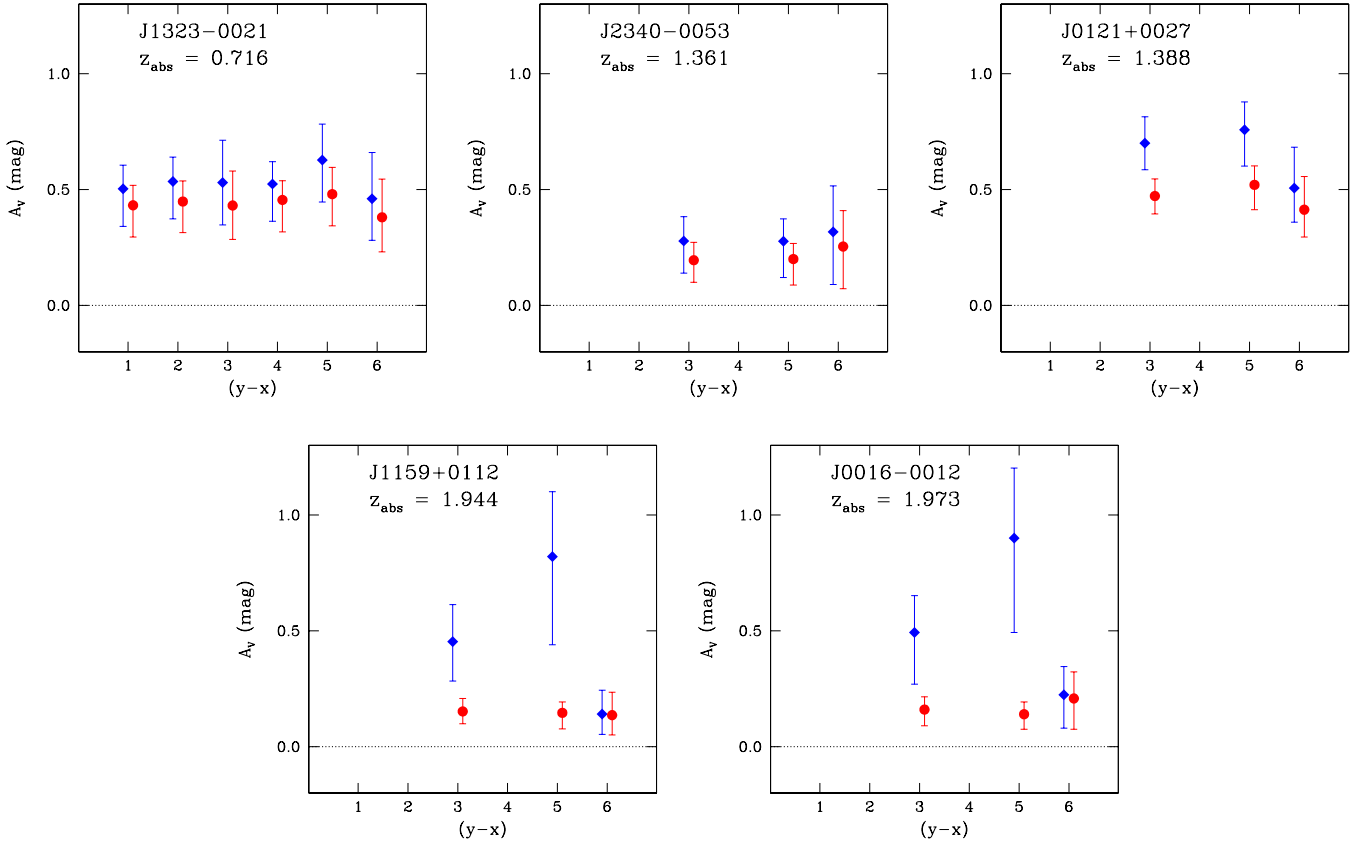 J1323−0021
z_abs = 0.716
1.0
0.5
0.0
A_V (mag)
1 2 3 4 5 6
(y−x)
J2340−0053
z_abs = 1.361
1.0
0.5
0.0
A_V (mag)
1 2 3 4 5 6
(y−x)
J0121+0027
z_abs = 1.388
1.0
0.5
0.0
A_V (mag)
1 2 3 4 5 6
(y−x)
J1159+0112
z_abs = 1.944
1.0
0.5
0.0
A_V (mag)
1 2 3 4 5 6
(y−x)
J0016−0012
z_abs = 1.973
1.0
0.5
0.0
A_V (mag)
1 2 3 4 5 6
(y−x)